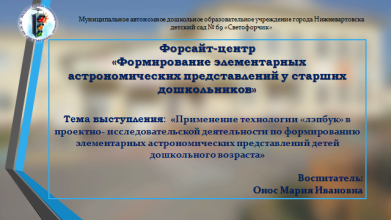 Муниципальное автономное дошкольное образовательное учреждение города Нижневартовска
детский сад № 69 «Светофорчик»
Форсайт-центр
«Формирование элементарных
астрономических представлений у старших
дошкольников»
Тема выступления: «Применение технологии «лэпбук» в
проектно- исследовательской деятельности по формированию
элементарных астрономических представлений детей
дошкольного возраста»
Воспитатель:
Онос Мария Ивановна